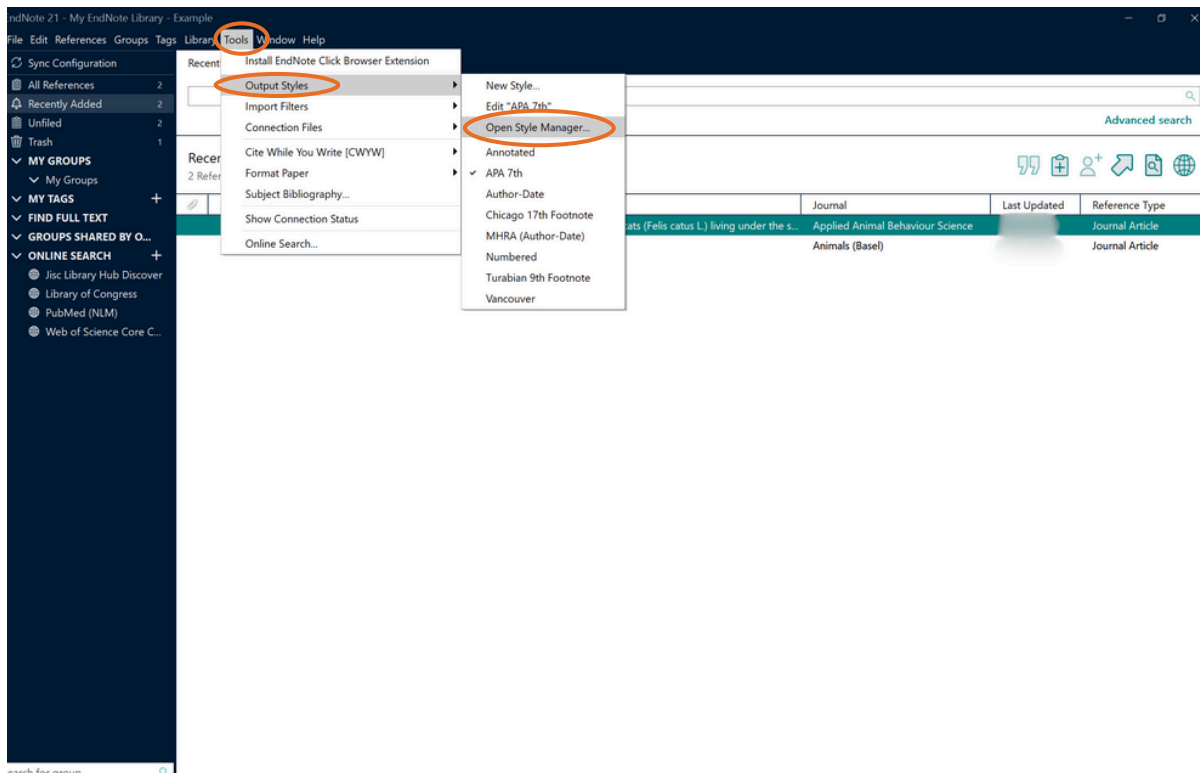 EndNote 21 - My EndNote Library - Example
File Edit References Groups Tags Library Tools Window Help
Sync Configuration
All References 2
Recently Added 2
Unfiled 2
Trash 1
MY GROUPS
My Groups
MY TAGS +
FIND FULL TEXT
GROUPS SHARED BY O...
ONLINE SEARCH +
Jisc Library Hub Discover
Library of Congress
PubMed (NLM)
Web of Science Core C...
Recent
Install EndNote Click Browser Extension
Output Styles
Import Filters
Connection Files
Cite While You Write [CWYW]
Format Paper
Subject Bibliography...
Show Connection Status
Online Search...
New Style...
Edit "APA 7th"
Open Style Manager...
Annotated
APA 7th
Author-Date
Chicago 17th Footnote
MHRA (Author-Date)
Numbered
Turabian 9th Footnote
Vancouver
Advanced search
Recen
2 Refer
Journal Last Updated Reference Type
cats (Felis catus L.) living under the s... Applied Animal Behaviour Science Journal Article
Animals (Basel) Journal Article